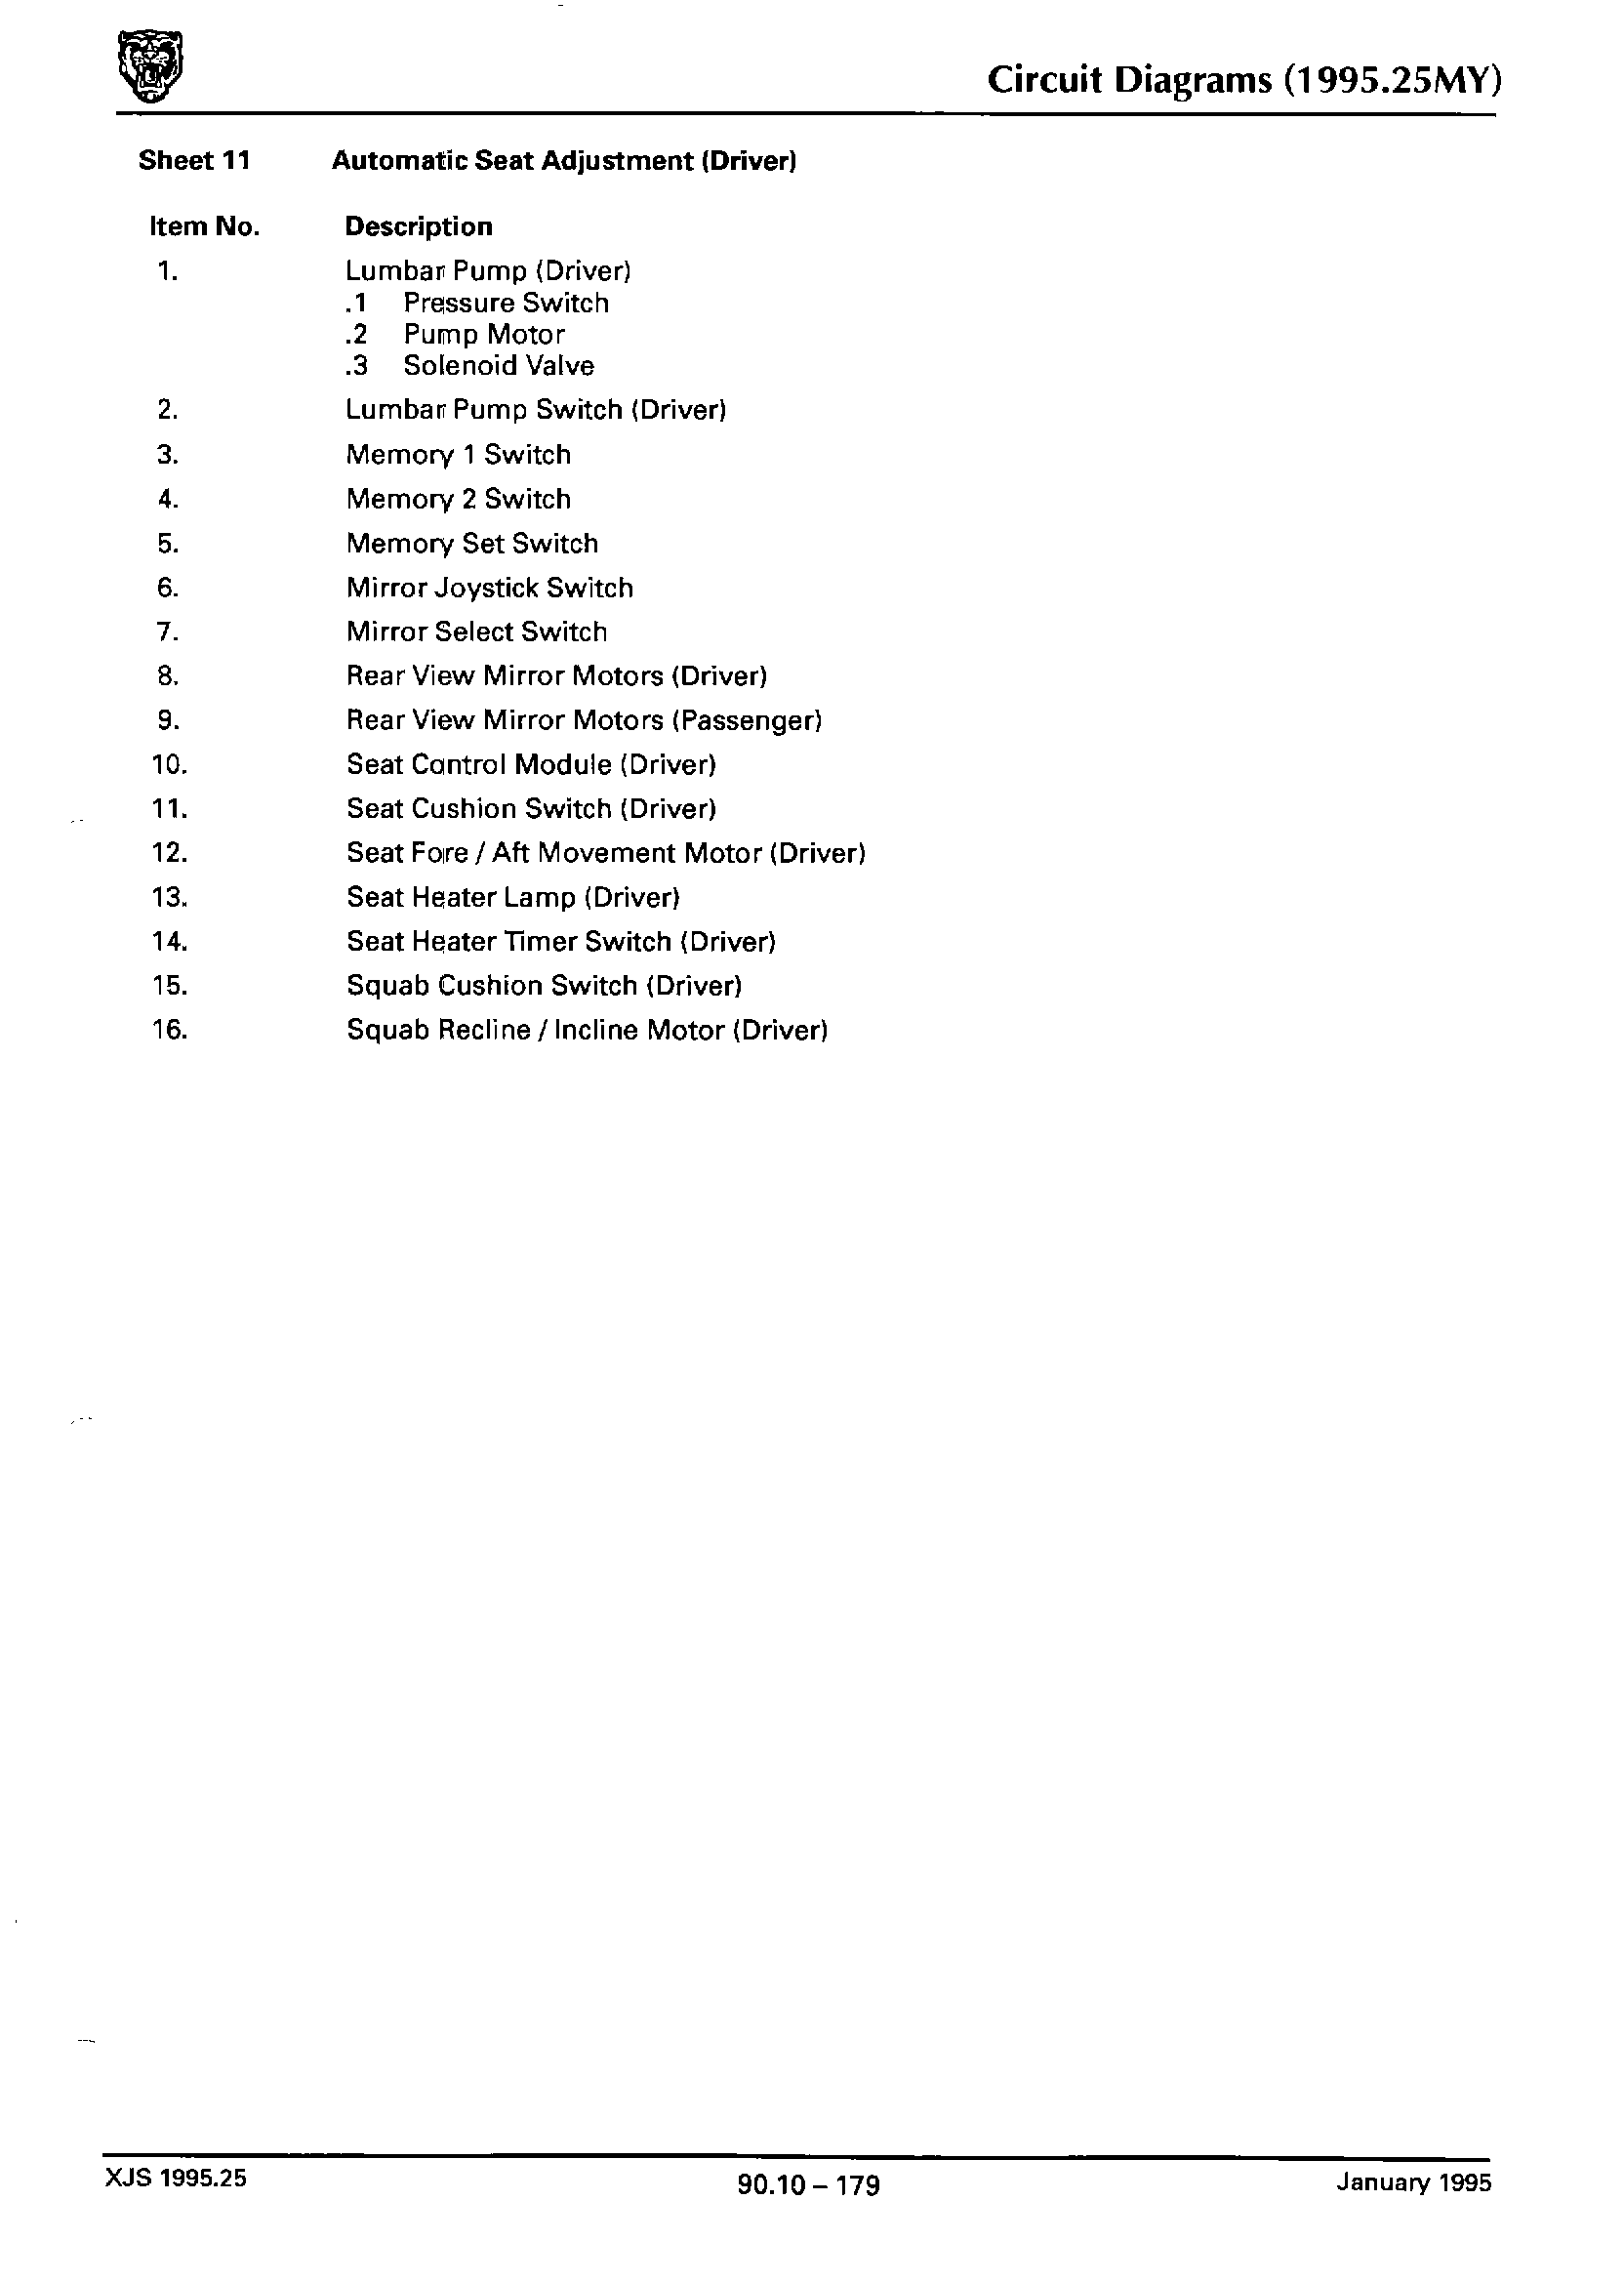 Circuit Diagrams (1995.25MY)
Sheet 11 Automatic Seat Adjustment (Driver)
Item No. Description
1. Lumbar Pump (Driver)
.1 Pressure Switch
.2 Pump Motor
.3 Solenoid Valve
2. Lumbar Pump Switch (Driver)
3. Memory 1 Switch
4. Memory 2 Switch
5. Memory Set Switch
6. Mirror Joystick Switch
7. Mirror Select Switch
8. Rear View Mirror Motors (Driver)
9. Rear View Mirror Motors (Passenger)
10. Seat Control Module (Driver)
11. Seat Cushion Switch (Driver)
12. Seat Fore / Aft Movement Motor (Driver)
13. Seat Heater Lamp (Driver)
14. Seat Heater Timer Switch (Driver)
15. Squab Cushion Switch (Driver)
16. Squab Recline / Incline Motor (Driver)
XJS 1995.25 90.10 – 179 January 1995